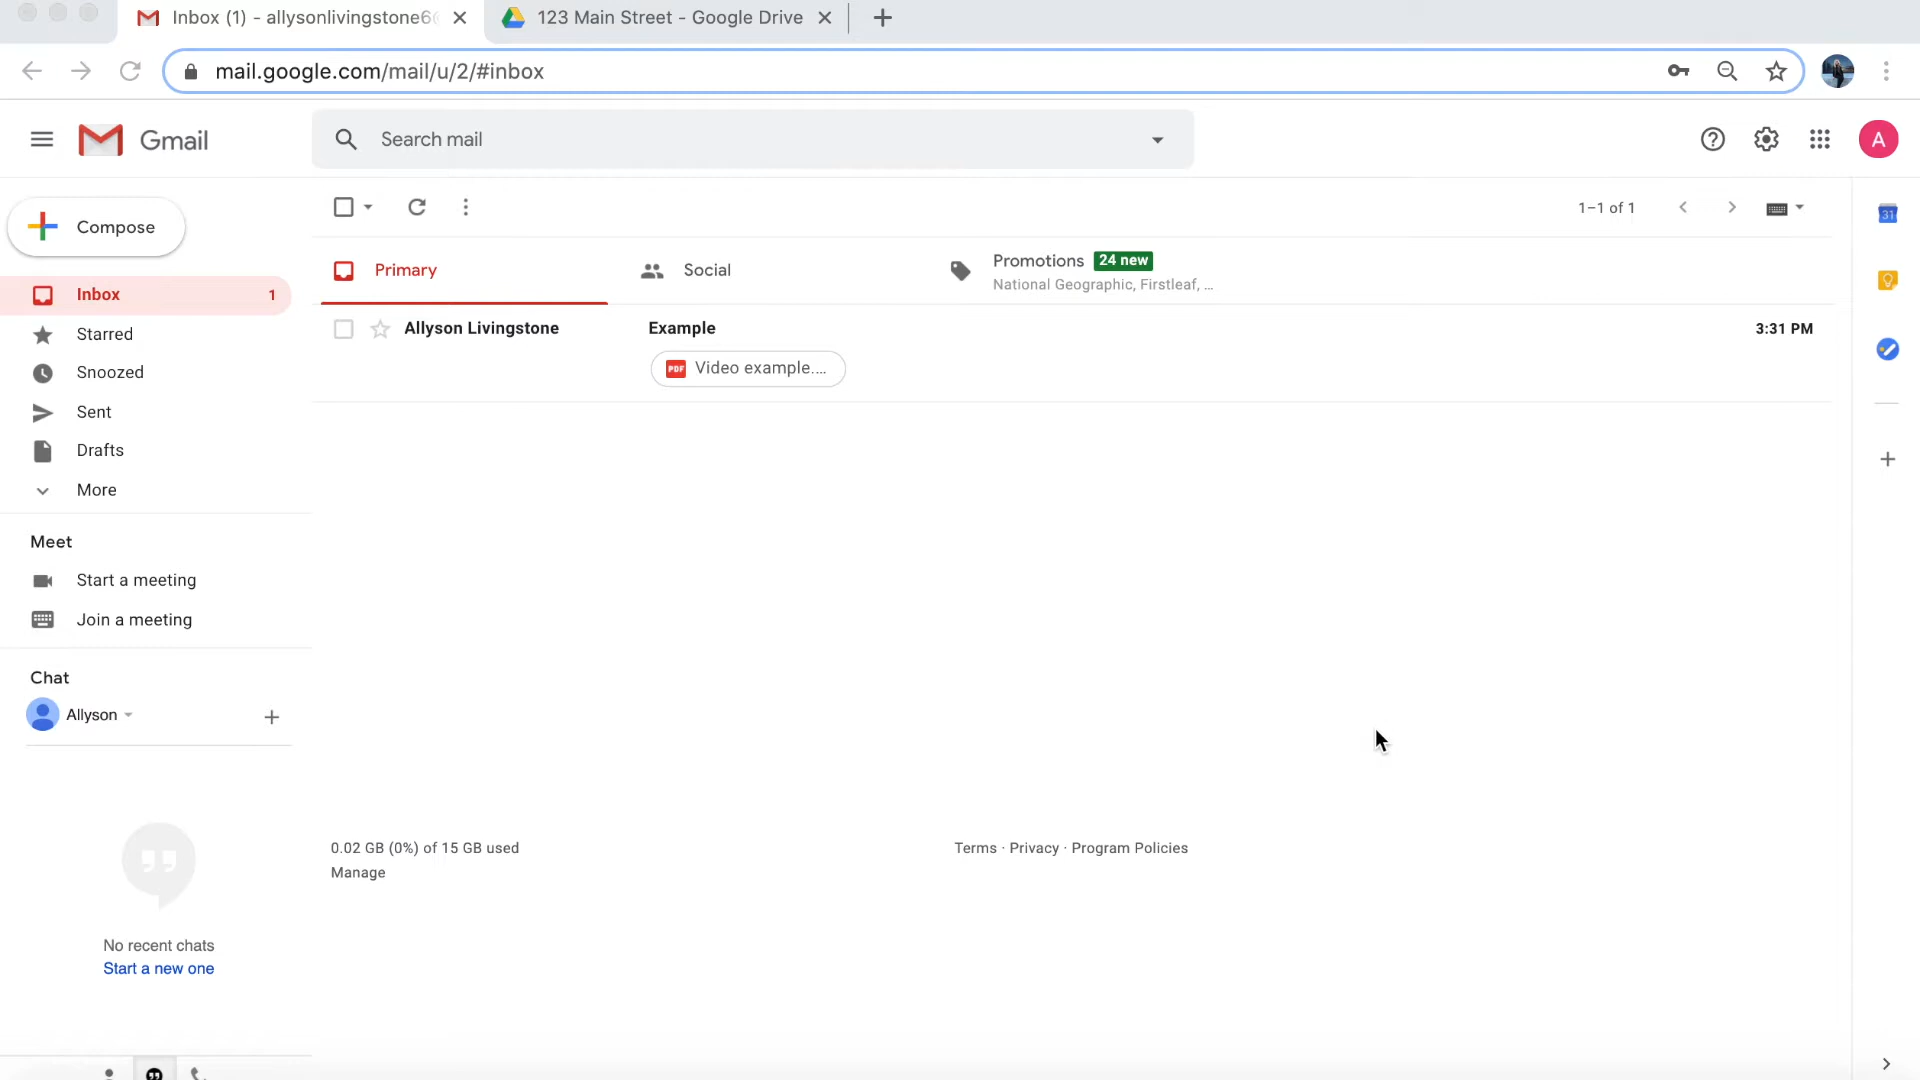 Inbox (1) - allysonlivingstone6
123 Main Street - Google Drive
mail.google.com/mail/u/2/#inbox
Gmail
Search mail
A
Compose
1–1 of 1
31
Primary
Social
Promotions 24 new
National Geographic, Firstleaf, ...
Inbox 1
Allyson Livingstone Example 3:31 PM
PDF Video example....
Starred
Snoozed
Sent
Drafts
More
Meet
Start a meeting
Join a meeting
Chat
Allyson
0.02 GB (0%) of 15 GB used
Manage
Terms · Privacy · Program Policies
No recent chats
Start a new one